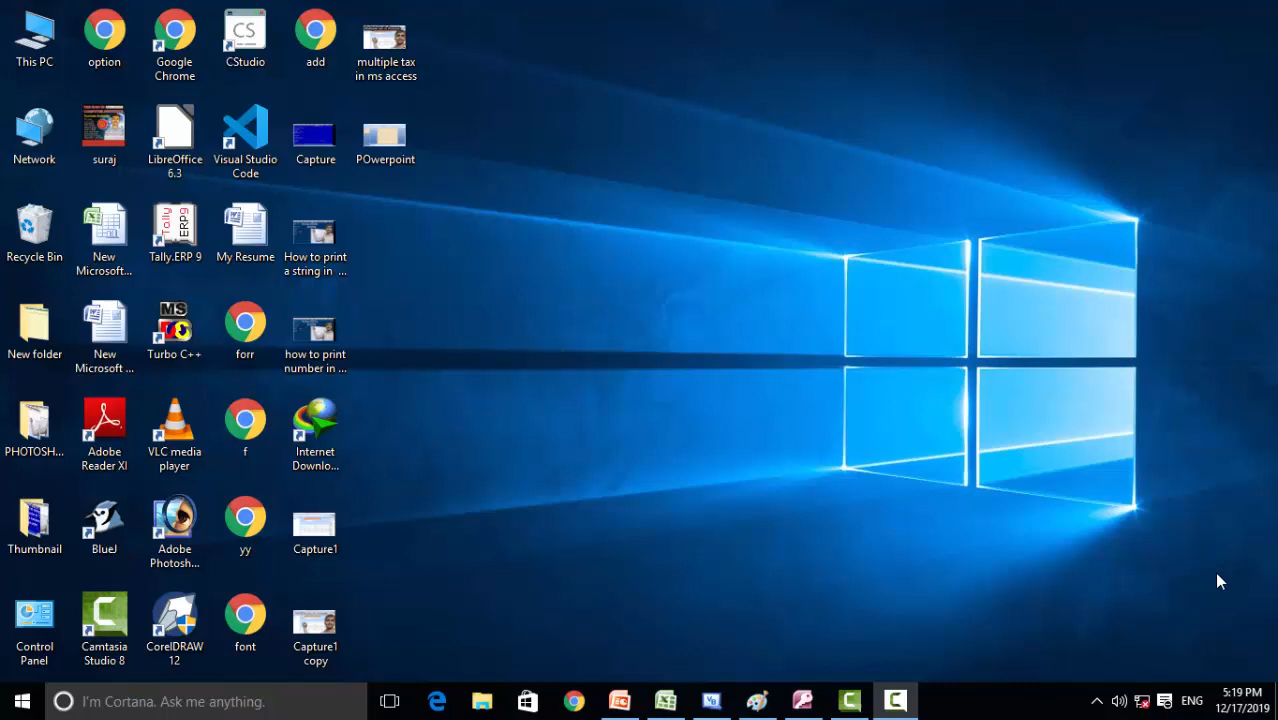 This PC
option
Google
Chrome
CStudio
add
multiple tax
in ms access
Network
suraj
LibreOffice
6.3
Visual Studio
Code
Capture
POwerpoint
Recycle Bin
New
Microsoft...
Tally.ERP 9
My Resume
How to print
a string in ...
New folder
New
Microsoft ...
Turbo C++
forr
how to print
number in ...
PHOTOSH...
Adobe
Reader XI
VLC media
player
f
Internet
Downlo...
Thumbnail
BlueJ
Adobe
Photosh...
yy
Capture1
Control
Panel
Camtasia
Studio 8
CorelDRAW
12
font
Capture1
copy
I'm Cortana. Ask me anything.
ENG
5:19 PM
12/17/2019